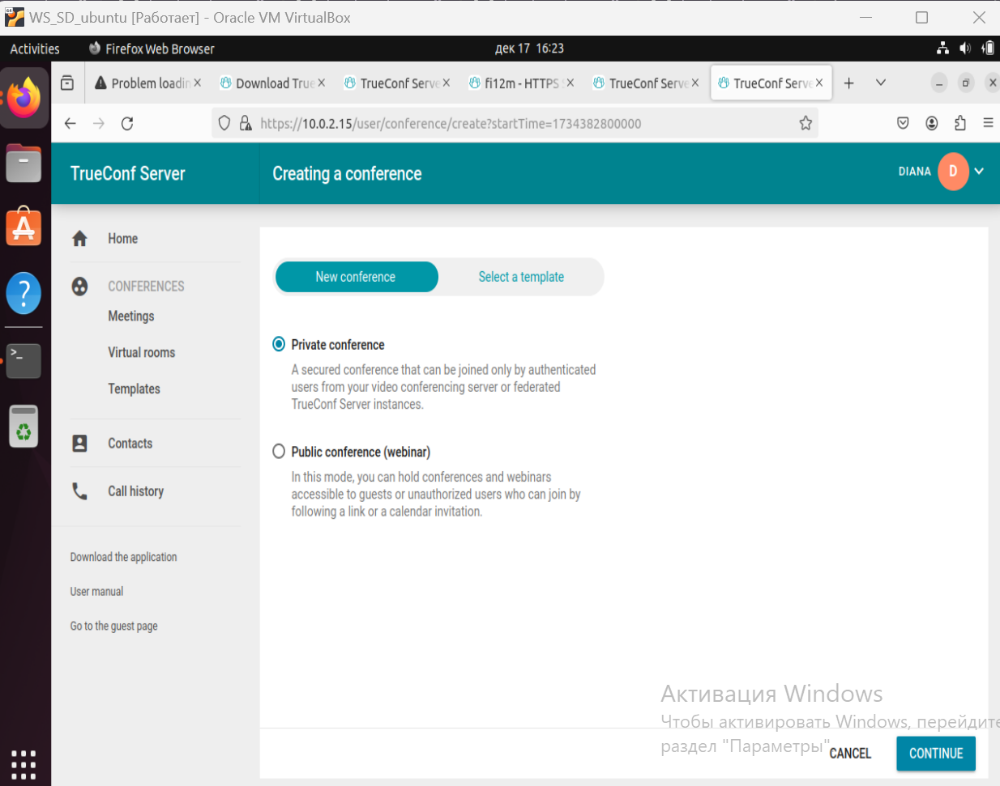 WS_SD_ubuntu [Работает] - Oracle VM VirtualBox
Activities
Firefox Web Browser
дек 17 16:23
Problem loadin
Download True
TrueConf Serve
fi12m - HTTPS
TrueConf Serve
TrueConf Serve
https://10.0.2.15/user/conference/create?startTime=1734382800000
TrueConf Server
Creating a conference
DIANA
D
Home
CONFERENCES
Meetings
Virtual rooms
Templates
Contacts
Call history
Download the application
User manual
Go to the guest page
New conference
Select a template
Private conference
A secured conference that can be joined only by authenticated
users from your video conferencing server or federated
TrueConf Server instances.
Public conference (webinar)
In this mode, you can hold conferences and webinars
accessible to guests or unauthorized users who can join by
following a link or a calendar invitation.
Активация Windows
Чтобы активировать Windows, перейдите
раздел "Параметры"
CANCEL
CONTINUE